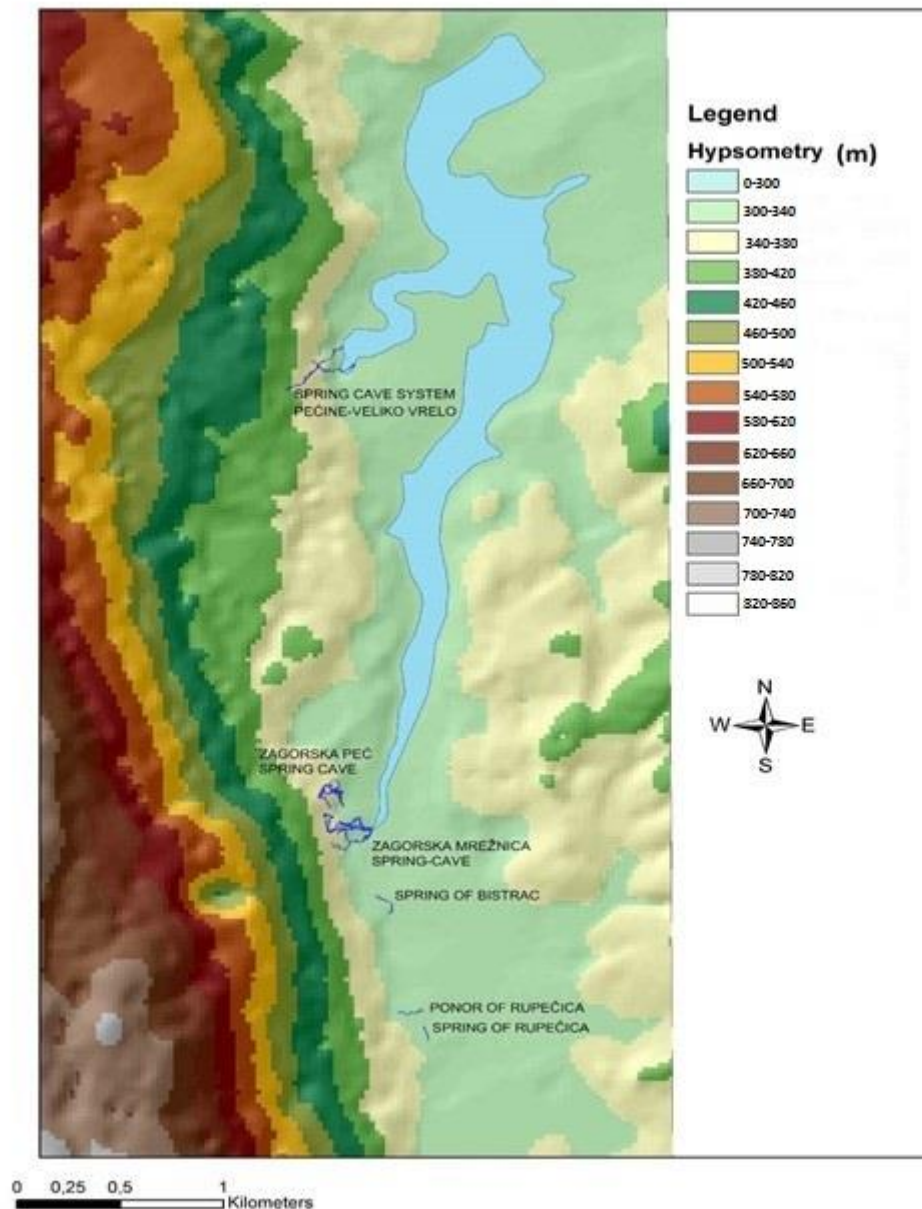 Legend
Hypsometry (m)
0-300
300-340
340-380
380-420
420-460
460-500
500-540
540-580
580-620
620-660
660-700
700-740
740-780
780-820
820-860
SPRING CAVE SYSTEM
PEĆINE-VELIKO VRELO
N
W E
S
ZAGORSKA PEĆ
SPRING CAVE
ZAGORSKA MREŽNICA
SPRING-CAVE
SPRING OF BISTRAC
PONOR OF RUPEČICA
SPRING OF RUPEČICA
0 0,25 0,5 1
Kilometers